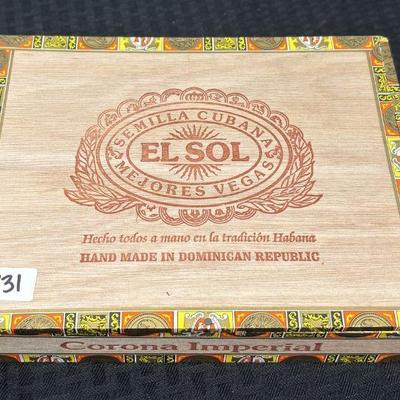 SEMILLA CUBANA
EL SOL
MEJORES VEGAS
Hecho todos a mano en la tradición Habana
HAND MADE IN DOMINICAN REPUBLIC
31
Corona Imperial